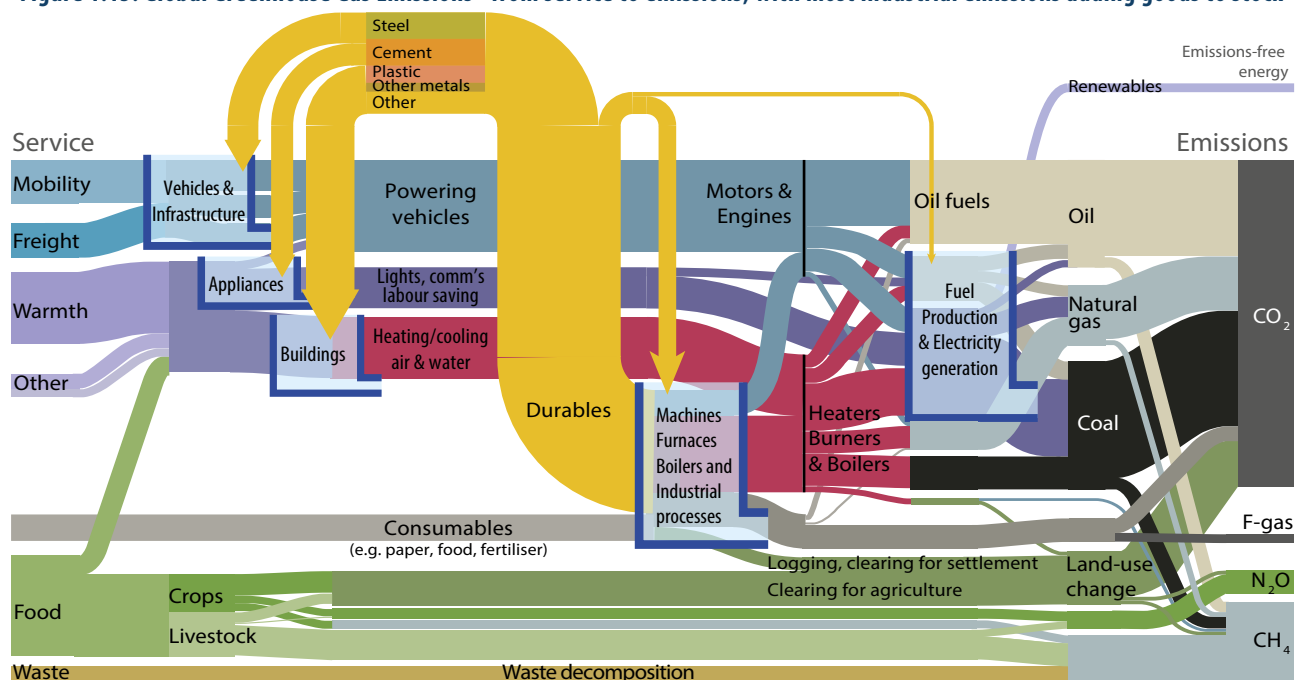 Steel
Cement
Plastic
Other metals
Other
Emissions-free
energy
Renewables
Service
Emissions
Mobility
Freight
Vehicles &
Infrastructure
Powering
vehicles
Motors &
Engines
Oil fuels
Oil
Warmth
Appliances
Lights, comm's
labour saving
Fuel
Production
& Electricity
generation
Natural
gas
CO2
Other
Buildings
Heating/cooling
air & water
Durables
Machines
Furnaces
Boilers and
Industrial
processes
Heaters
Burners
& Boilers
Coal
Consumables
(e.g. paper, food, fertiliser)
F-gas
Logging, clearing for settlement
Clearing for agriculture
Land-use
change
N2O
Food
Crops
Livestock
CH4
Waste
Waste decomposition